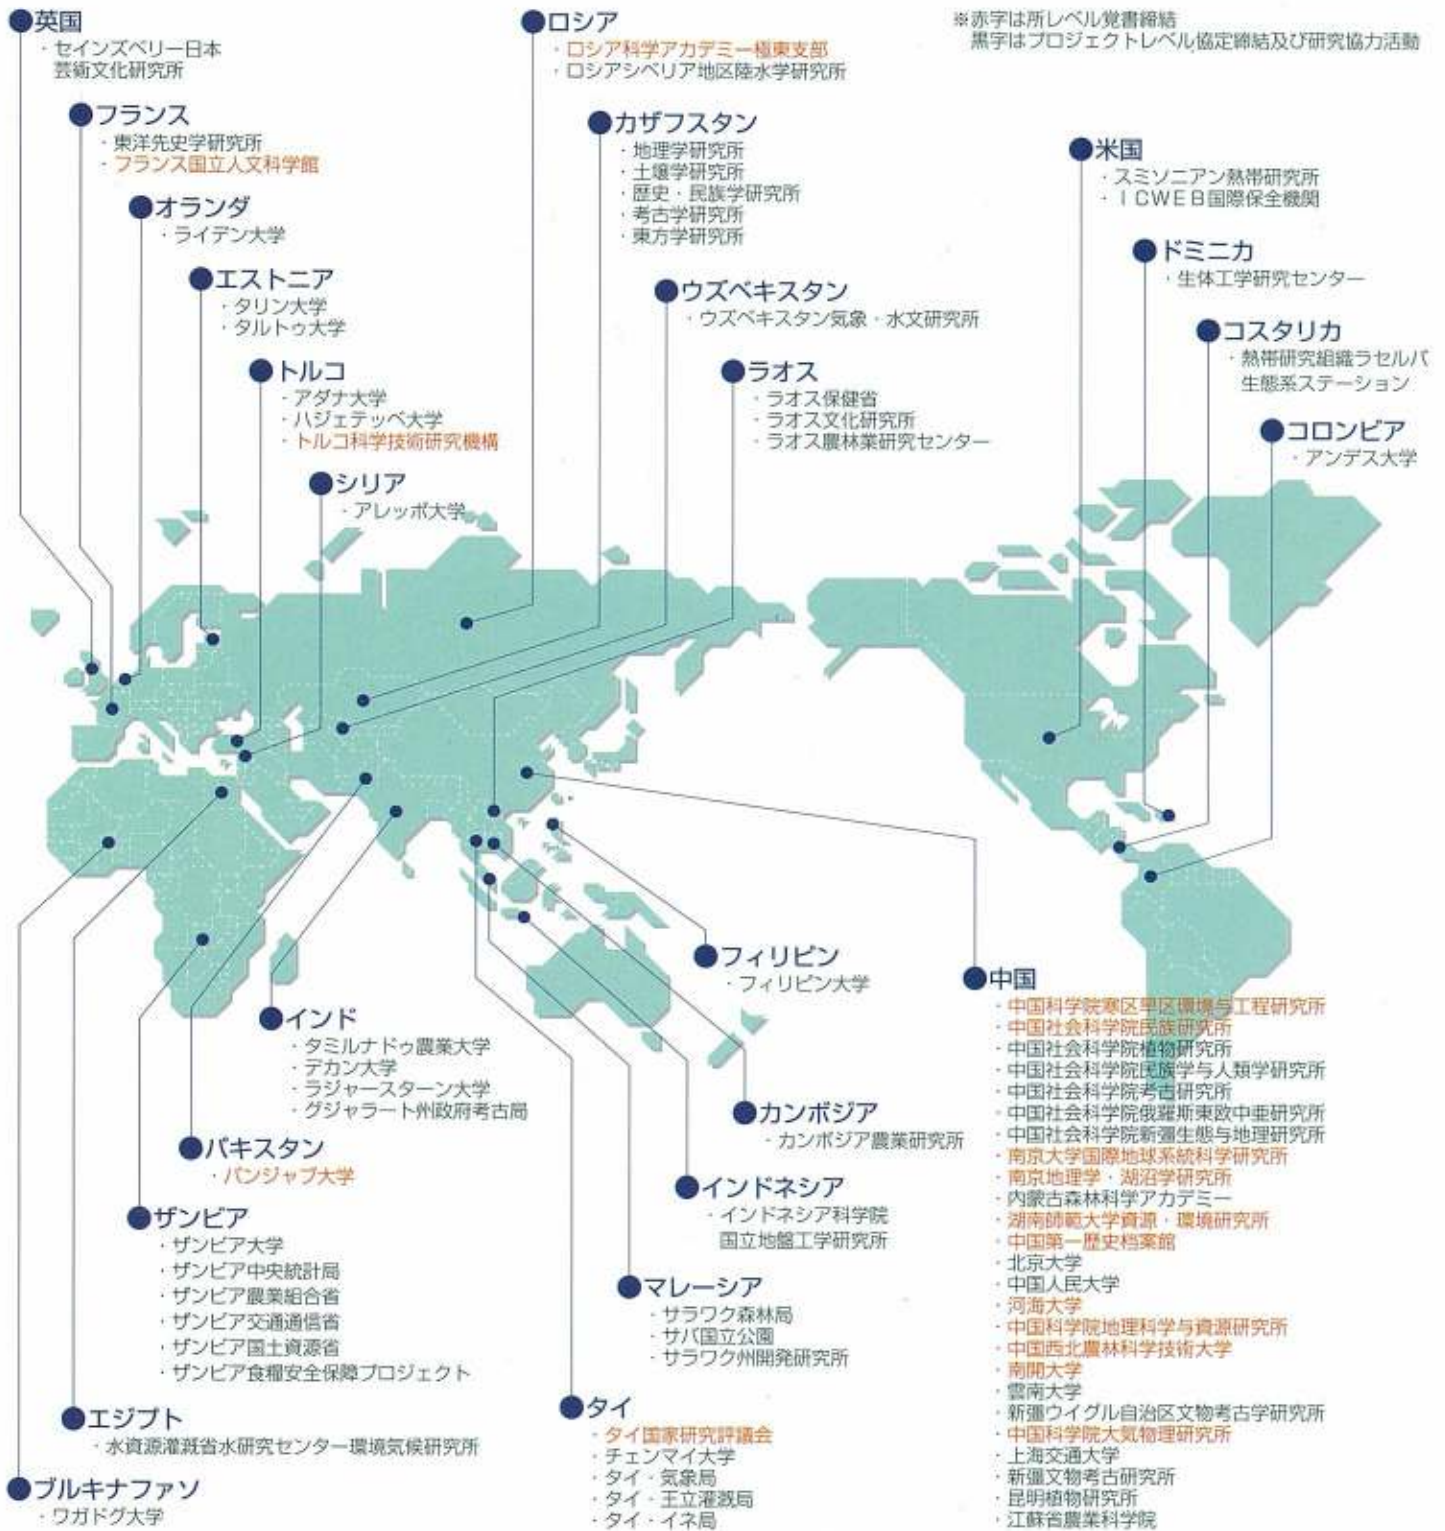 ●英国
・セインズベリー日本
芸術文化研究所
●フランス
・東洋先史学研究所
・フランス国立人文科学館
●オランダ
・ライデン大学
●エストニア
・タリン大学
・タルトゥ大学
●トルコ
・アダナ大学
・ハジェテッペ大学
・トルコ科学技術研究機構
●シリア
・アレッポ大学
●ロシア
・ロシア科学アカデミー極東支部
・ロシアシベリア地区陸水学研究所
●カザフスタン
・地理学研究所
・土壌学研究所
・歴史・民族学研究所
・考古学研究所
・東方学研究所
●ウズベキスタン
・ウズベキスタン気象・水文研究所
●ラオス
・ラオス保健省
・ラオス文化研究所
・ラオス農林業研究センター
※赤字は所レベル覚書締結
黒字はプロジェクトレベル協定締結及び研究協力活動
●米国
・スミソニアン熱帯研究所
・ICWEB国際保全機関
●ドミニカ
・生体工学研究センター
●コスタリカ
・熱帯研究組織ラセルバ
生態系ステーション
●コロンビア
・アンデス大学
●フィリピン
・フィリピン大学
●中国
・中国科学院寒区旱区環境与工程研究所
・中国社会科学院民族研究所
・中国社会科学院植物研究所
・中国社会科学院民族学与人類学研究所
・中国社会科学院考古研究所
・中国社会科学院俄羅斯東欧中亜研究所
・中国社会科学院新彊生態与地理研究所
・南京大学国際地球系統科学研究所
・南京地理学・湖沼学研究所
・内蒙古森林科学アカデミー
・湖南師範大学資源・環境研究所
・中国第一歴史档案館
・北京大学
・中国人民大学
・河海大学
・中国科学院地理科学与資源研究所
・中国西北農林科学技術大学
・南開大学
・雲南大学
・新彊ウイグル自治区文物考古学研究所
・中国科学院大気物理研究所
・上海交通大学
・新彊文物考古研究所
・昆明植物研究所
・江蘇省農業科学院
●インド
・タミルナドゥ農業大学
・デカン大学
・ラジャースターン大学
・グジャラート州政府考古局
●カンボジア
・カンボジア農業研究所
●パキスタン
・パンジャブ大学
●インドネシア
・インドネシア科学院
国立地盤工学研究所
●ザンビア
・ザンビア大学
・ザンビア中央統計局
・ザンビア農業組合省
・ザンビア交通通信省
・ザンビア国土資源省
・ザンビア食糧安全保障プロジェクト
●マレーシア
・サラワク森林局
・サバ国立公園
・サラワク州開発研究所
●タイ
・タイ国家研究評議会
・チェンマイ大学
・タイ・気象局
・タイ・王立灌漑局
・タイ・イネ局
●エジプト
・水資源灌漑省水研究センター環境気候研究所
●ブルキナファソ
・ワガドグ大学